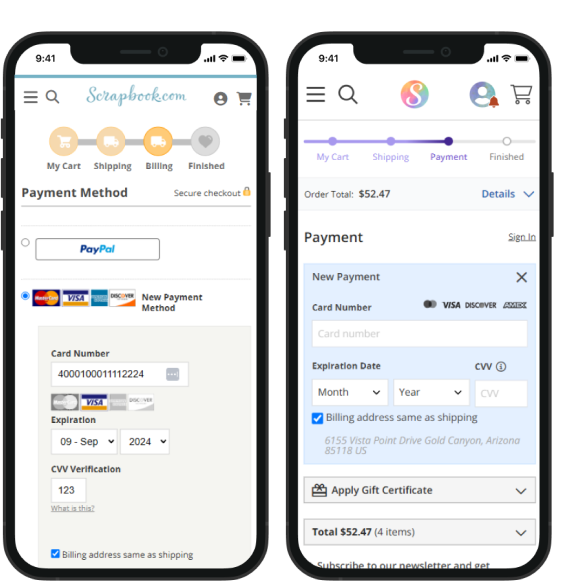 9:41
Scrapbook.com
My Cart Shipping Billing Finished
Payment Method Secure checkout
PayPal
MasterCard VISA DISCOVER New Payment
Method
Card Number
4000100011112224
VISA DISCOVER
Expiration
09 - Sep 2024
CVV Verification
123
What is this?
Billing address same as shipping
9:41
S
My Cart Shipping Payment Finished
Order Total: $52.47 Details
Payment Sign In
New Payment
Card Number VISA DISCOVER AMEX
Card number
Expiration Date CVV
Month Year CVV
Billing address same as shipping
6155 Vista Point Drive Gold Canyon, Arizona
85118 US
Apply Gift Certificate
Total $52.47 (4 items)
Subscribe to our newsletter and get